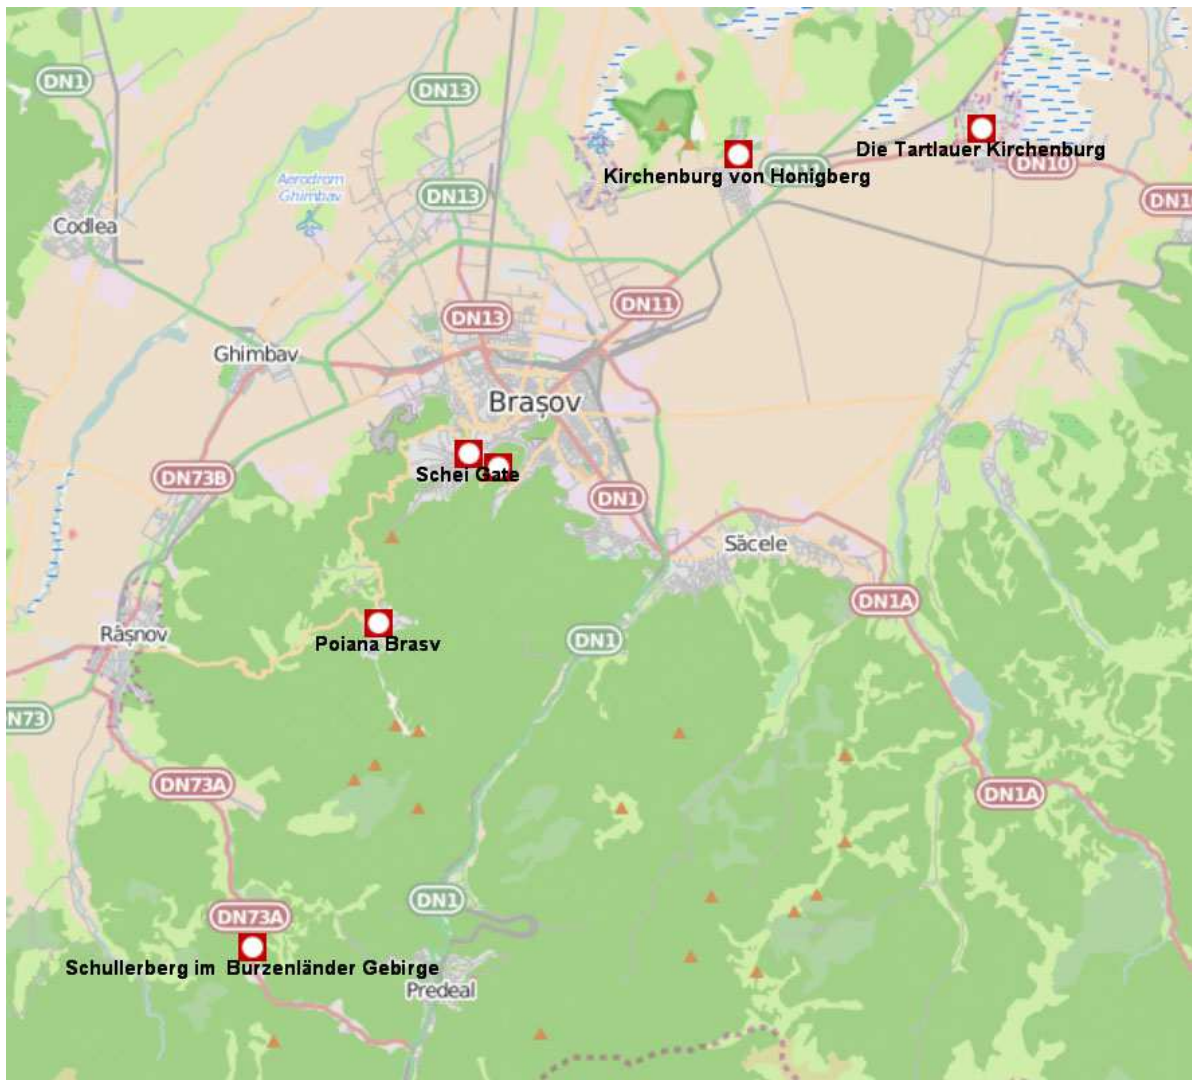 DN1
DN13
Die Tartlauer Kirchenburg
Kirchenburg von Honigberg
DN11
DN10
Aerodrom
Ghimbav
DN13
DN1
Codlea
DN11
DN13
Ghimbav
Brașov
Schei Gate
DN73B
DN1
Săcele
DN1A
Râșnov
Poiana Brasv
DN1
N73
DN73A
DN1A
DN1
DN73A
Schullerberg im Burzenländer Gebirge
Predeal